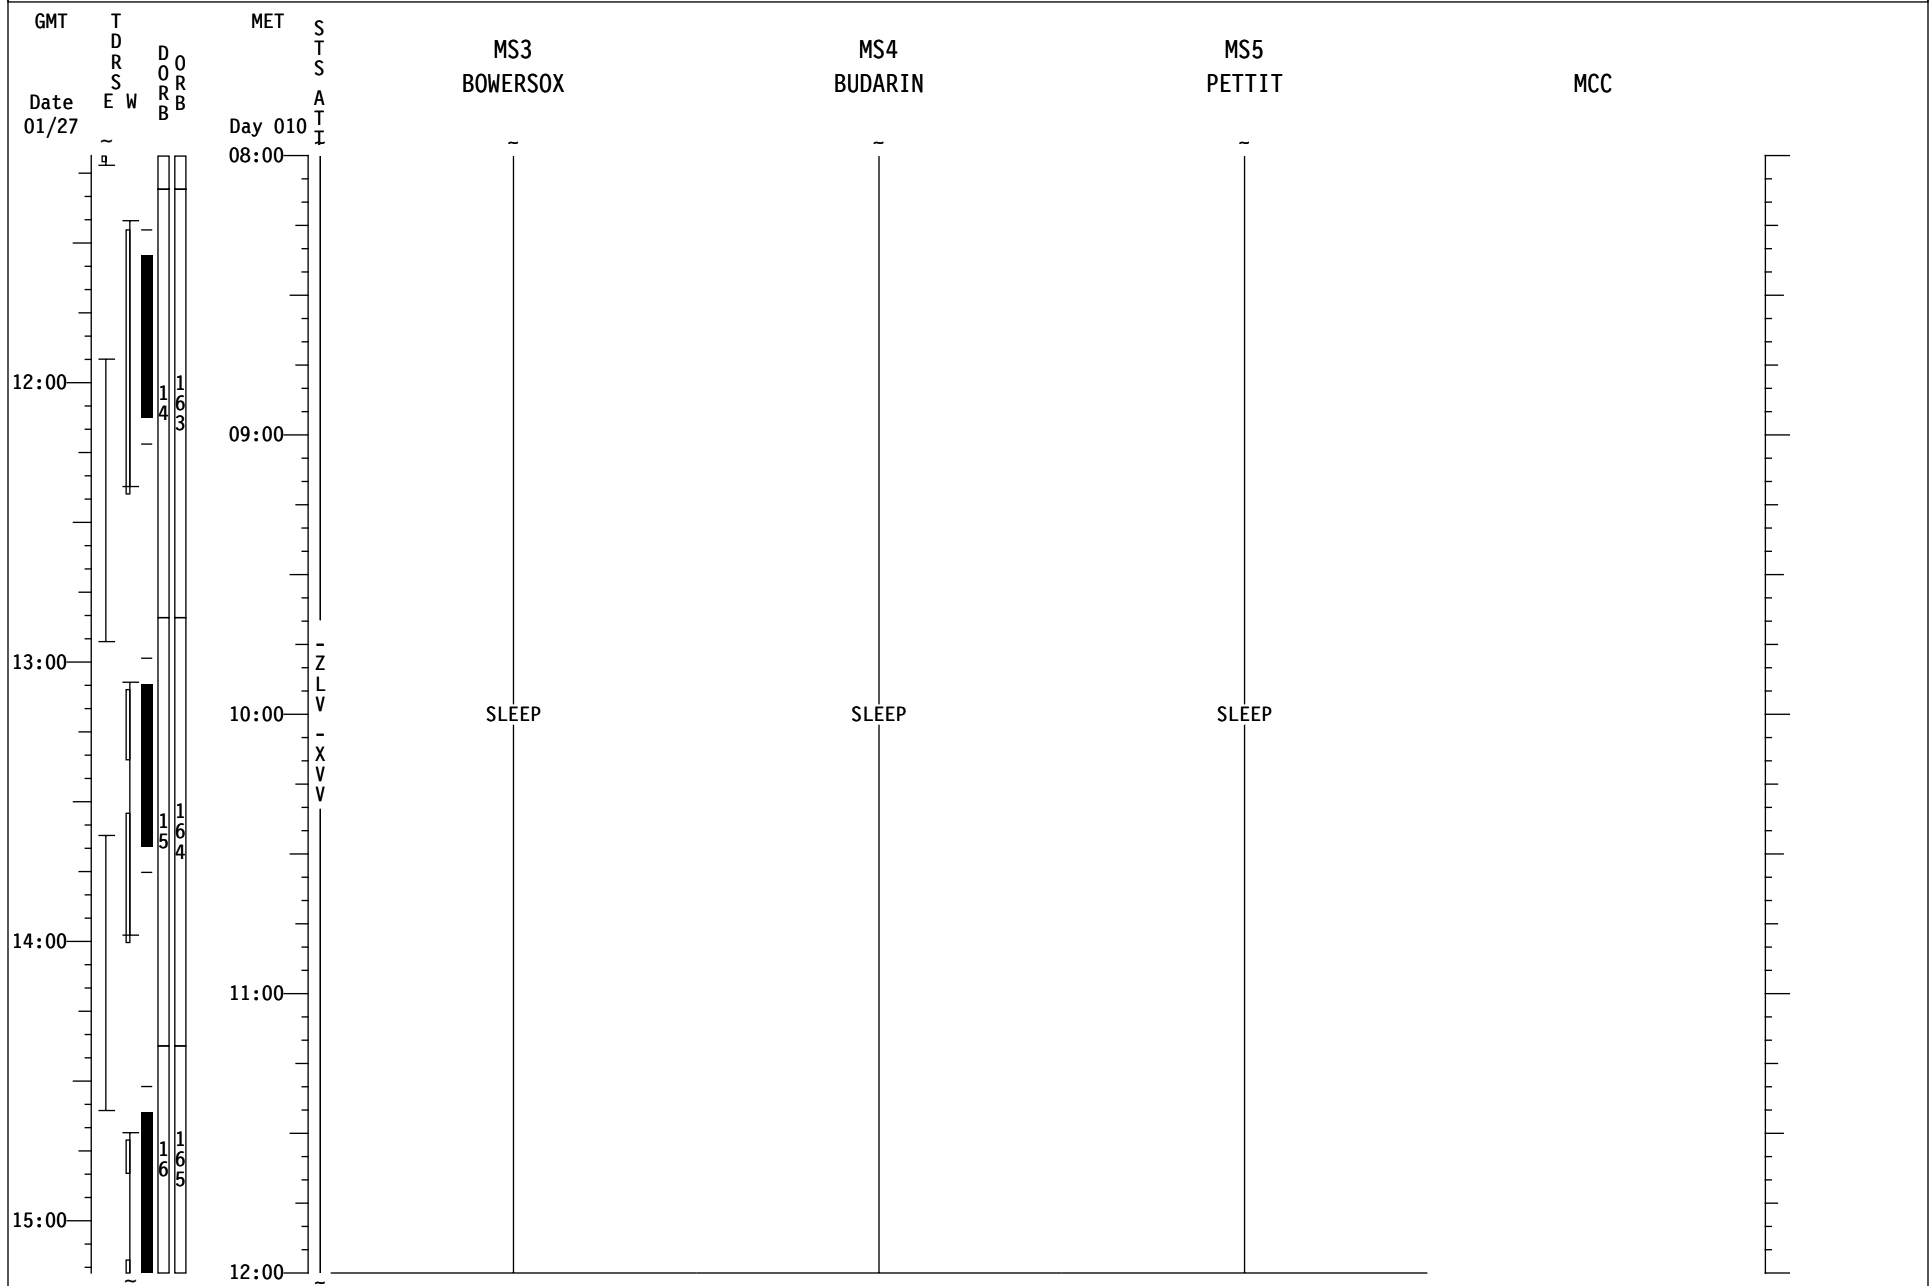 GMT
TDRS
E W
DORB
ORB
MET
STS ATT
MS3
BOWERSOX
MS4
BUDARIN
MS5
PETTIT
MCC
Date
01/27
Day 010
~ ~ ~ ~ ~
08:00
12:00
14
163
09:00
13:00
-ZLV -XVV
10:00
SLEEP
SLEEP
SLEEP
15
164
14:00
11:00
16
165
15:00
12:00
~ ~